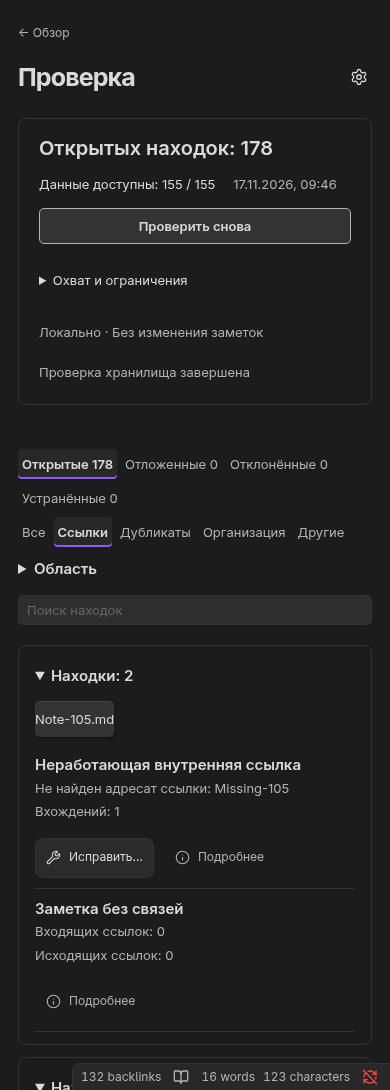 ← Обзор
Проверка
Открытых находок: 178
Данные доступны: 155 / 155 17.11.2026, 09:46
Проверить снова
▶ Охват и ограничения
Локально · Без изменения заметок
Проверка хранилища завершена
Открытые 178 Отложенные 0 Отклонённые 0
Устранённые 0
Все Ссылки Дубликаты Организация Другие
▶ Область
Поиск находок
▼ Находки: 2
Note-105.md
Неработающая внутренняя ссылка
Не найден адресат ссылки: Missing-105
Вхождений: 1
Исправить... Подробнее
Заметка без связей
Входящих ссылок: 0
Исходящих ссылок: 0
Подробнее
132 backlinks 16 words 123 characters